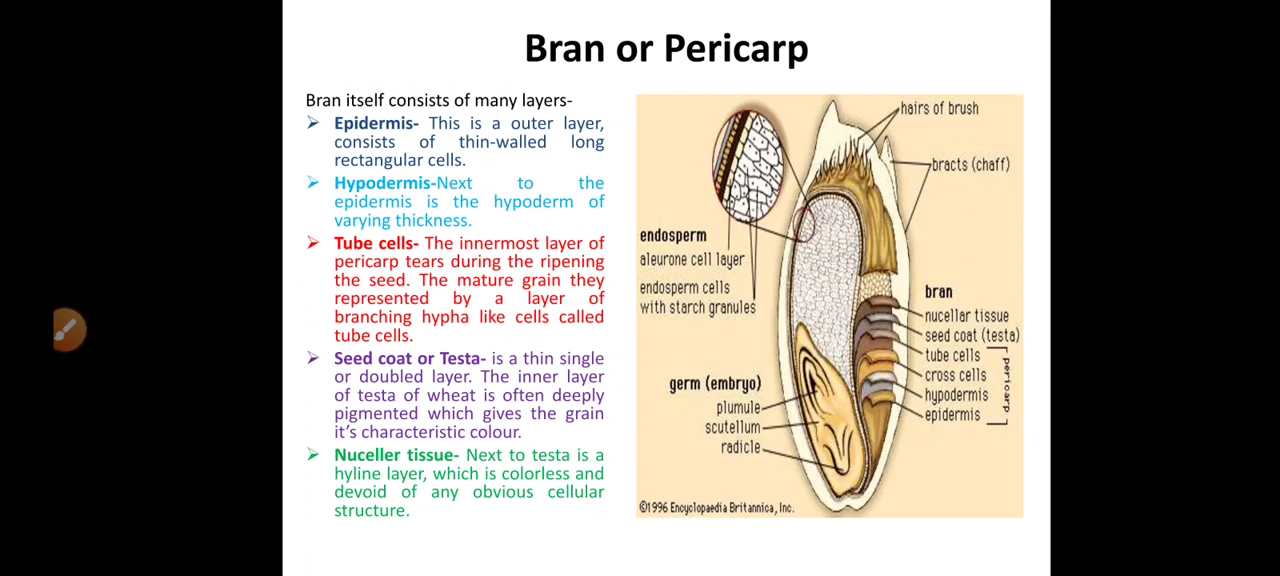 Bran or Pericarp
Bran itself consists of many layers-
➢ Epidermis- This is a outer layer,
consists of thin-walled long
rectangular cells.
➢ Hypodermis-Next to the
epidermis is the hypoderm of
varying thickness.
➢ Tube cells- The innermost layer of
pericarp tears during the ripening
the seed. The mature grain they
represented by a layer of
branching hypha like cells called
tube cells.
➢ Seed coat or Testa- is a thin single
or doubled layer. The inner layer
of testa of wheat is often deeply
pigmented which gives the grain
it's characteristic colour.
➢ Nuceller tissue- Next to testa is a
hyline layer, which is colorless and
devoid of any obvious cellular
structure.
hairs of brush
bracts (chaff)
endosperm
aleurone cell layer
endosperm cells
with starch granules
bran
nucellar tissue
seed coat (testa)
tube cells
cross cells
hypodermis
epidermis
pericarp
germ (embryo)
plumule
scutellum
radicle
©1996 Encyclopaedia Britannica, Inc.